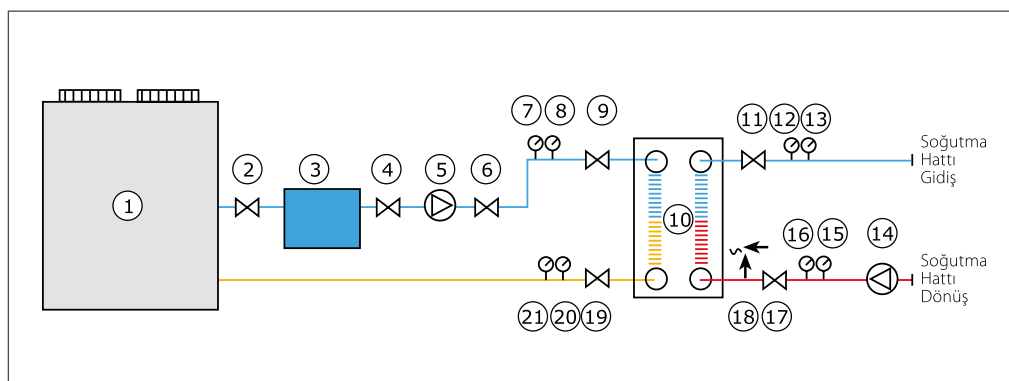 7 8 9 11 12 13
Soğutma
Hattı
Gidiş
2 3 4 5 6
1
10
16 15 14
Soğutma
Hattı
Dönüş
21 20 19 18 17